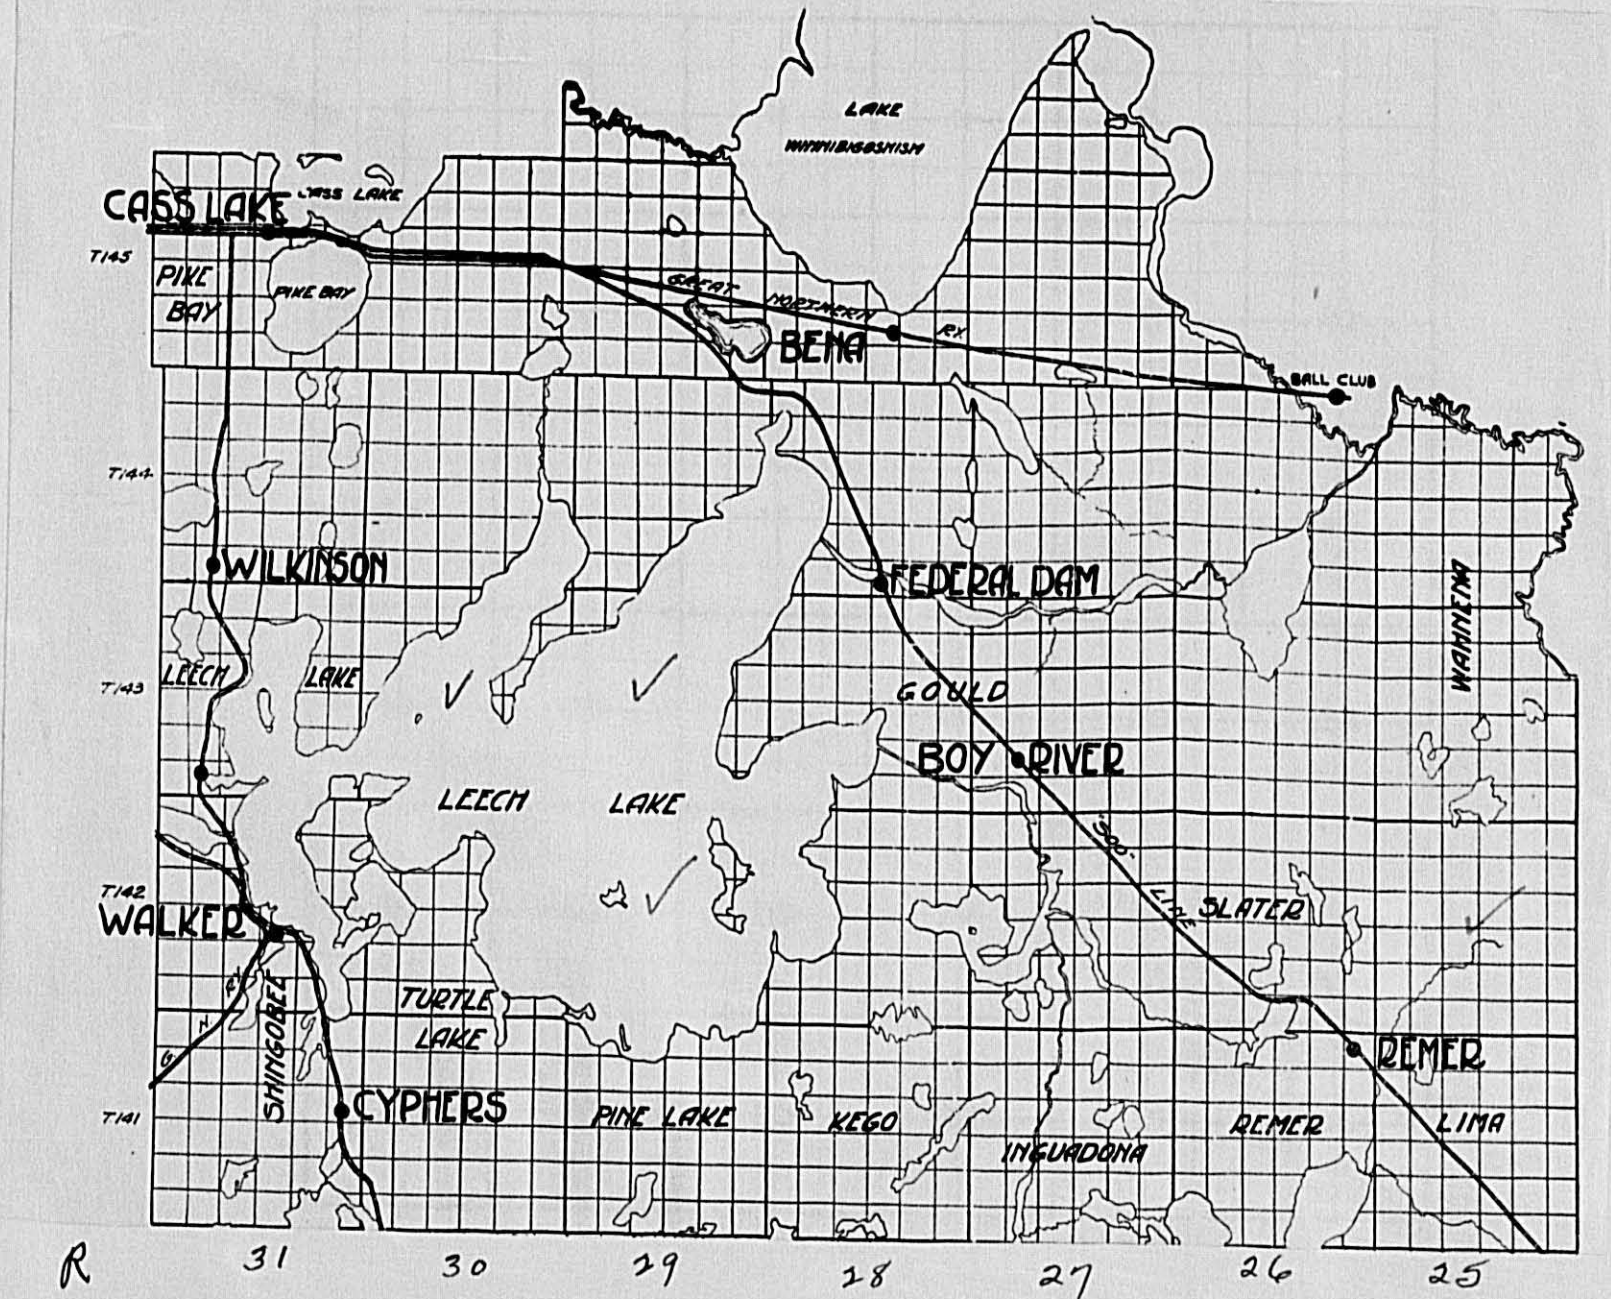 LAKE
WINNIBIGOSHISH
CASS LAKE
CASS LAKE
T145
PIKE
BAY
PIKE BAY
GREAT NORTHERN RY
BENA
BALL CLUB
T144
WILKINSON
FEDERAL DAM
WAHNENA
LEECH LAKE
T143
GOULD
BOY RIVER
LEECH LAKE
"SOO" LINE
T142
SLATER
WALKER
R
N
G
SHINGOBEE
TURTLE
LAKE
REMER
CYPHERS
T141
PINE LAKE
KEGO
INGUADONA
REMER
LIMA
R 31 30 29 28 27 26 25